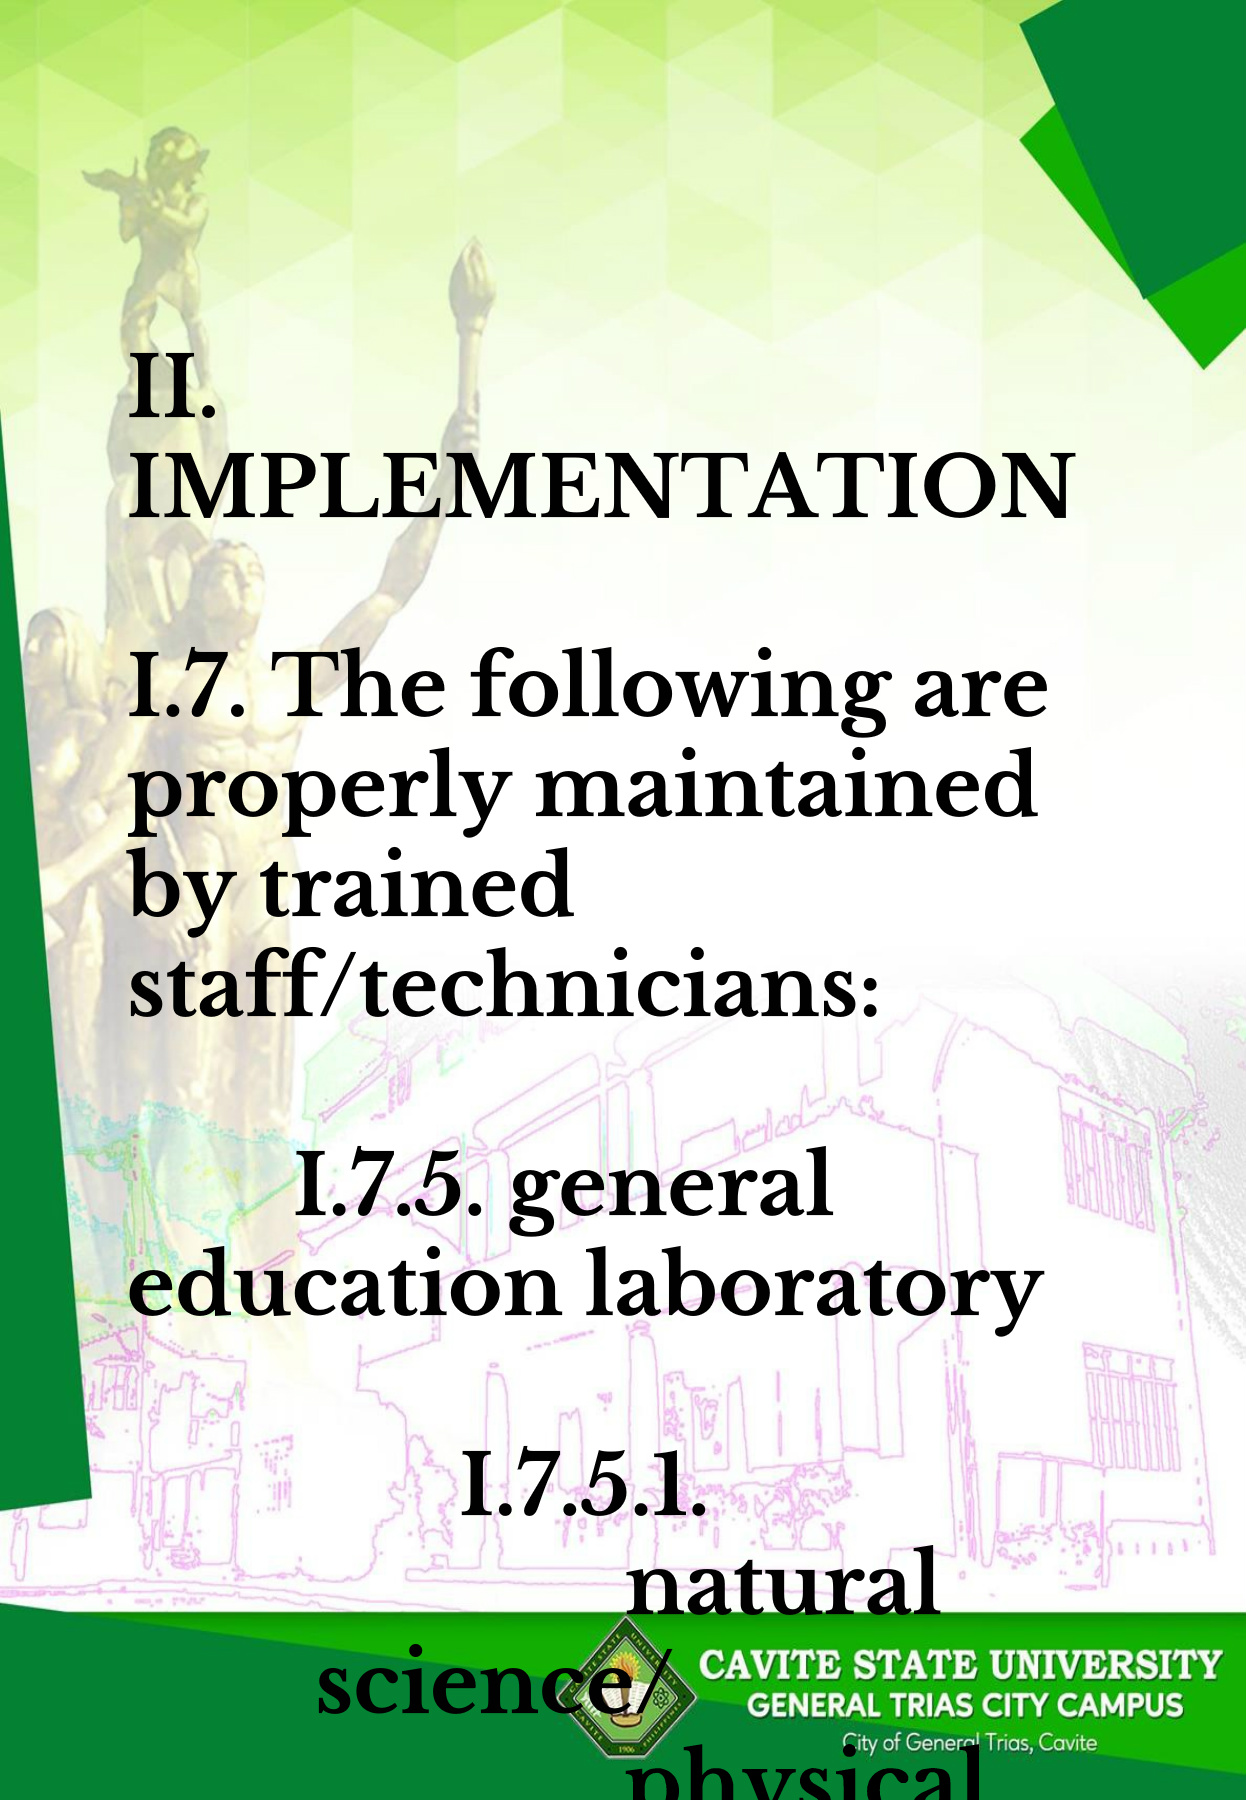 II.
IMPLEMENTATION
I.7. The following are
properly maintained
by trained
staff/technicians:
I.7.5. general
education laboratory
I.7.5.1.
natural
science/
physical
CAVITE STATE UNIVERSITY
GENERAL TRIAS CITY CAMPUS
City of General Trias, Cavite
1906